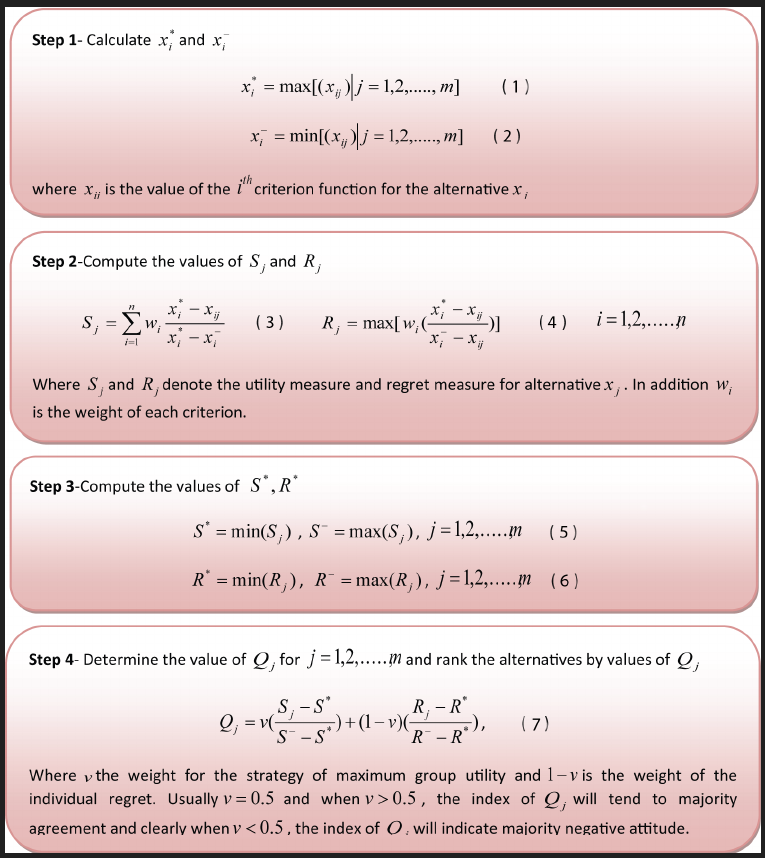 Step 1- Calculate x_i^* and x_i^-
x_i^* = max[(x_ij)|j = 1,2,....., m] (1)
x_i^- = min[(x_ij)|j = 1,2,....., m] (2)
where x_ij is the value of the i^th criterion function for the alternative x_i
Step 2-Compute the values of S_j and R_j
S_j = ∑_{i=1}^{n} w_i (x_i^* − x_ij)/(x_i^* − x_i^-) (3) R_j = max[w_i((x_i^* − x_ij)/(x_i^- − x_ij))] (4) i = 1,2,.....,n
Where S_j and R_j denote the utility measure and regret measure for alternative x_j. In addition w_i
is the weight of each criterion.
Step 3-Compute the values of S^*, R^*
S^* = min(S_j), S^- = max(S_j), j = 1,2,.....,m (5)
R^* = min(R_j), R^- = max(R_j), j = 1,2,.....,m (6)
Step 4- Determine the value of Q_j for j = 1,2,.....,m and rank the alternatives by values of Q_j
Q_j = v((S_j − S^*)/(S^- − S^*)) + (1 − v)((R_j − R^*)/(R^- − R^*)), (7)
Where v the weight for the strategy of maximum group utility and 1−v is the weight of the
individual regret. Usually v = 0.5 and when v > 0.5, the index of Q_j will tend to majority
agreement and clearly when v < 0.5, the index of Q_j will indicate majority negative attitude.